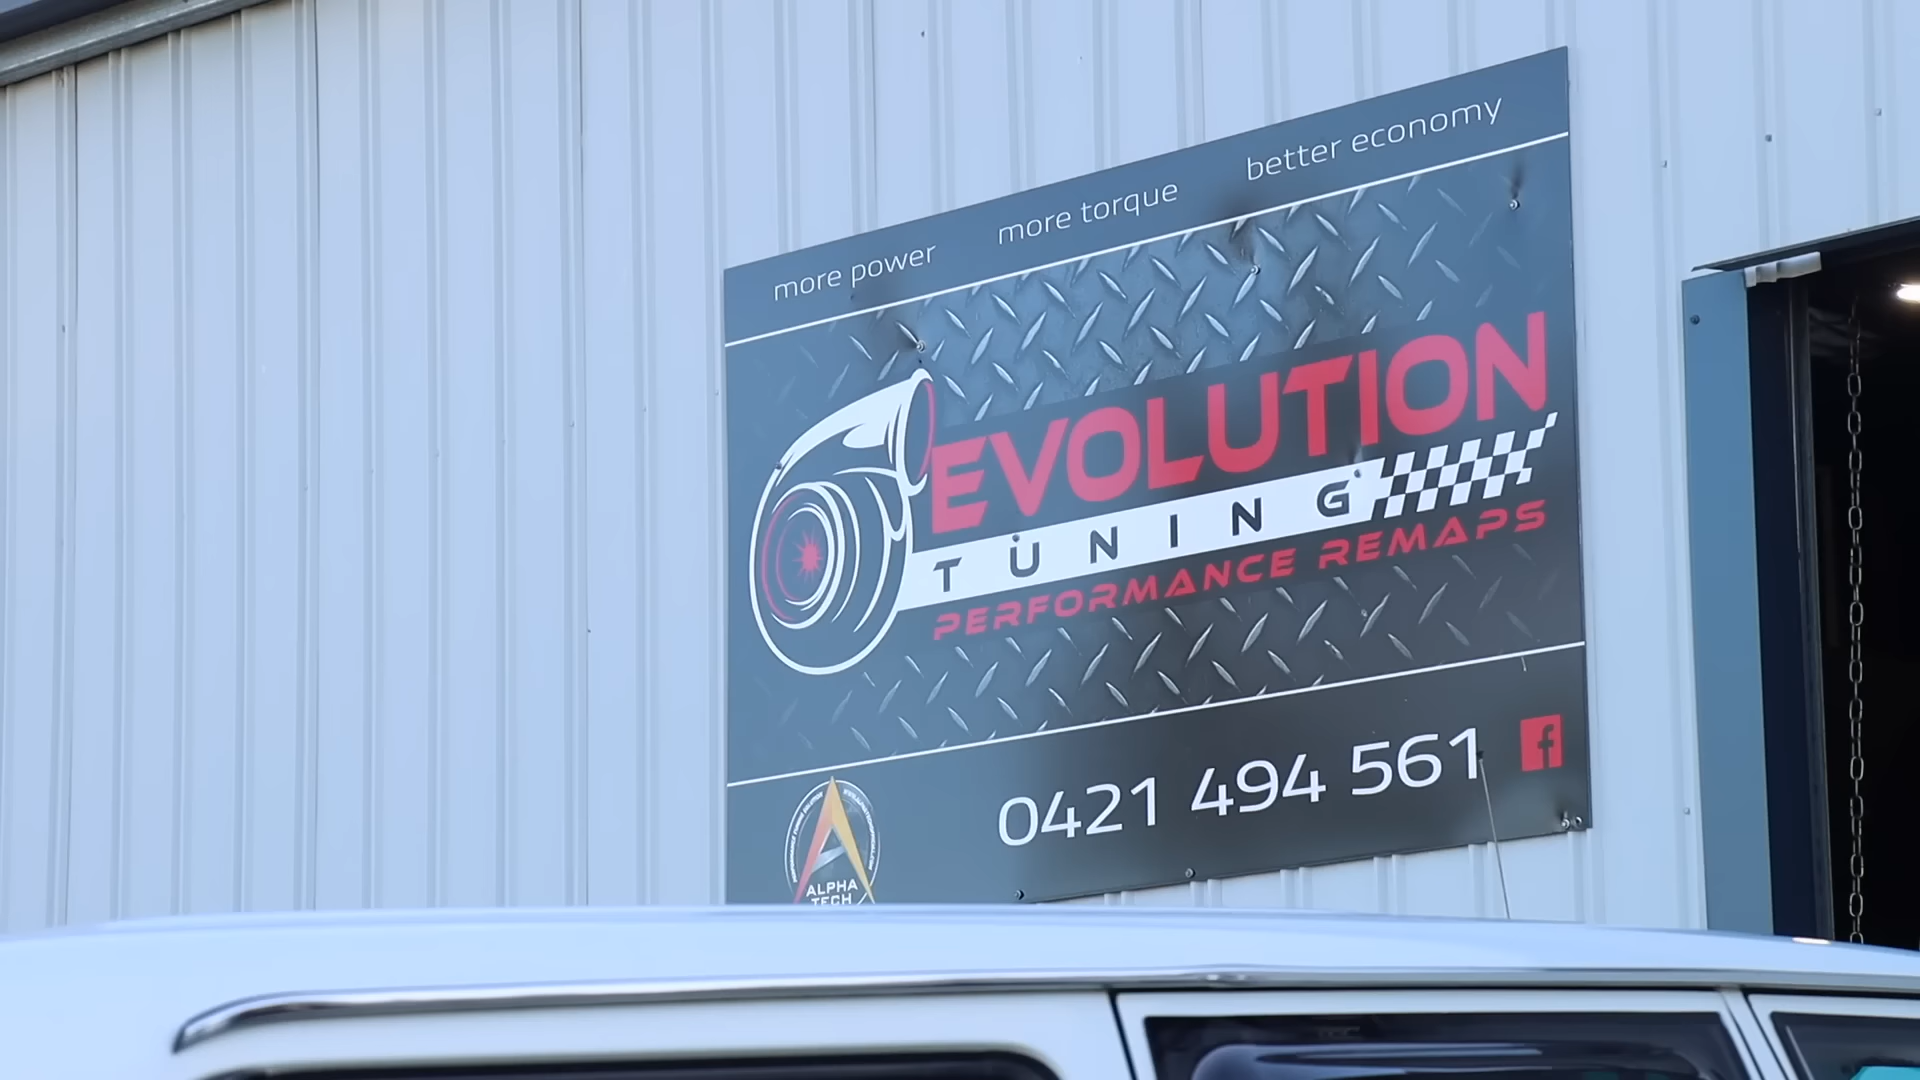 more power more torque better economy
EVOLUTION
TUNING
PERFORMANCE REMAPS
0421 494 561
ALPHA
TECH